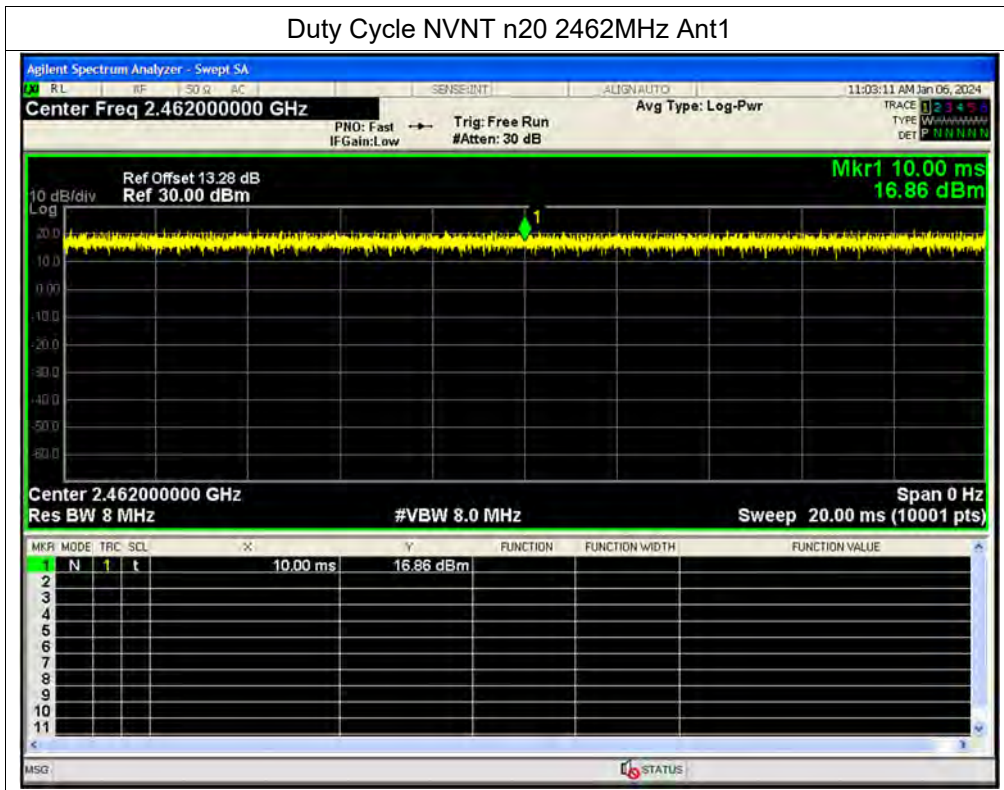 Duty Cycle NVNT n20 2462MHz Ant1
Agilent Spectrum Analyzer - Swept SA
RL RF 50 Ω AC SENSE:INT ALIGN AUTO 11:03:11 AM Jan 06, 2024
Center Freq 2.462000000 GHz Avg Type: Log-Pwr TRACE 1 2 3 4 5 6
PNO: Fast Trig: Free Run TYPE W
IFGain:Low #Atten: 30 dB DET P N N N N N
Mkr1 10.00 ms
Ref Offset 13.28 dB
10 dB/div Ref 30.00 dBm 16.86 dBm
Log
1
20.0
10.0
0.00
-10.0
-20.0
-30.0
-40.0
-50.0
-60.0
Center 2.462000000 GHz Span 0 Hz
Res BW 8 MHz #VBW 8.0 MHz Sweep 20.00 ms (10001 pts)
MKR MODE TRC SCL X Y FUNCTION FUNCTION WIDTH FUNCTION VALUE
1 N 1 t 10.00 ms 16.86 dBm
2
3
4
5
6
7
8
9
10
11
MSG STATUS